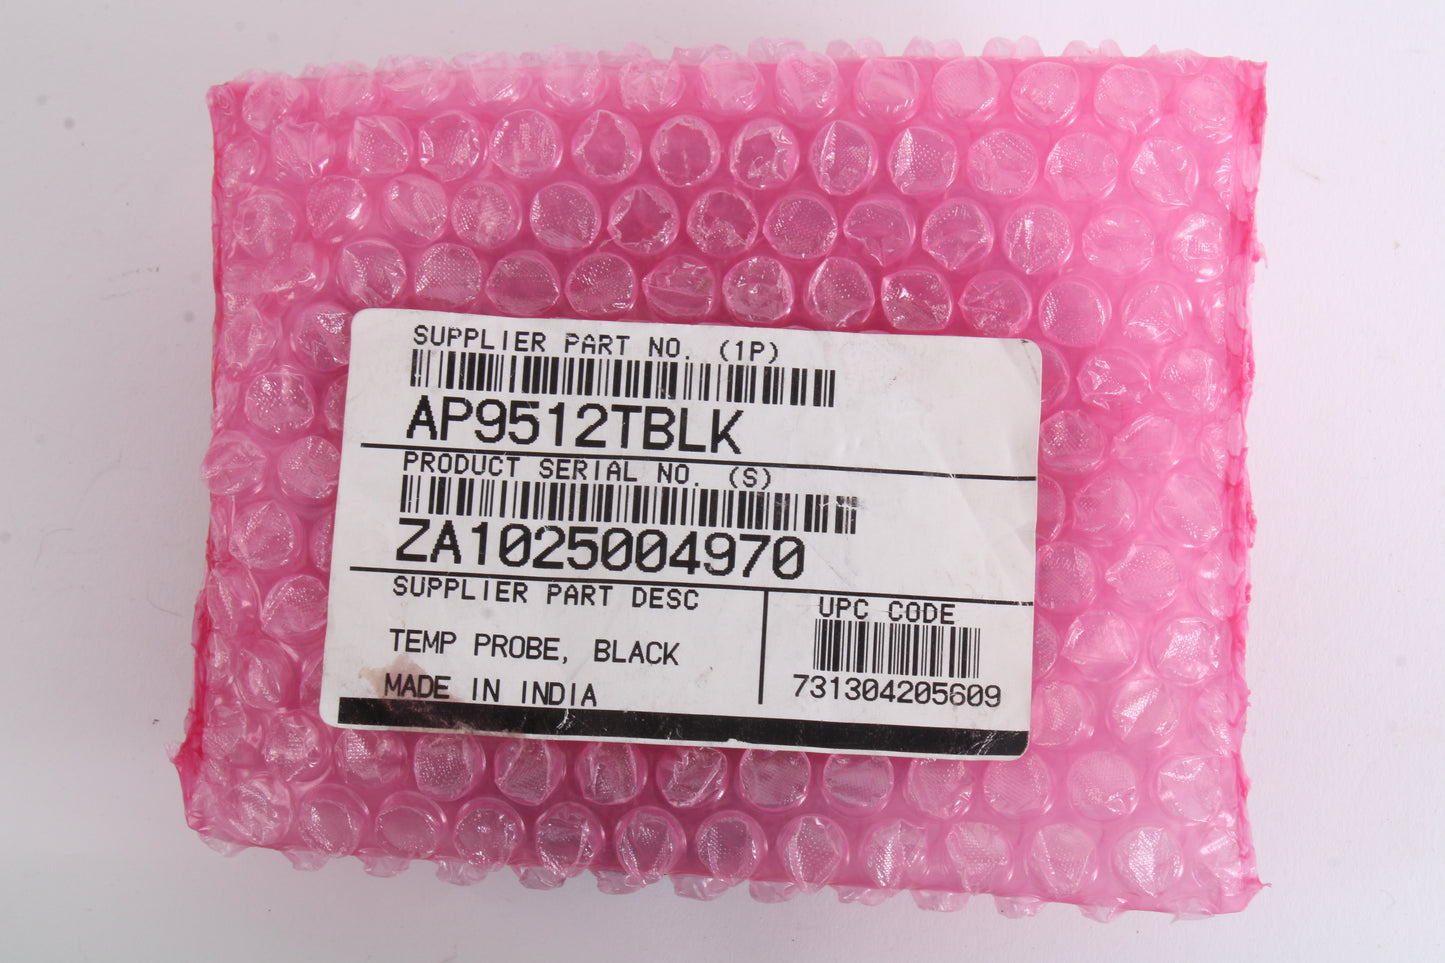 SUPPLIER PART NO. (1P)
AP9512TBLK
PRODUCT SERIAL NO. (S)
ZA1025004970
SUPPLIER PART DESC
TEMP PROBE, BLACK
MADE IN INDIA
UPC CODE
731304205609